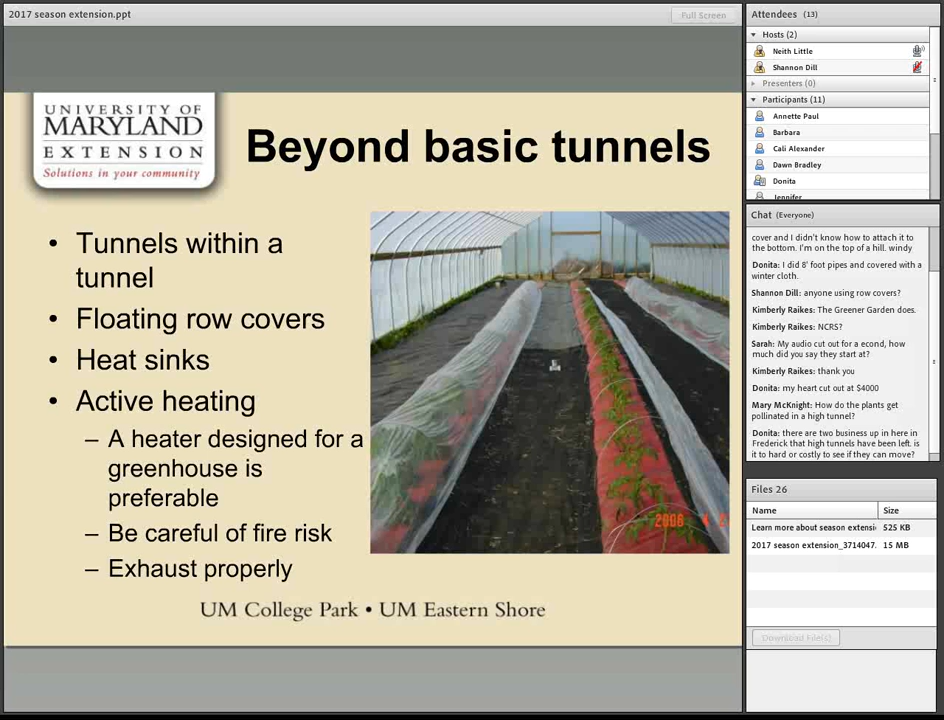 2017 season extension.ppt
Full Screen
UNIVERSITY OF
MARYLAND
EXTENSION
Solutions in your community
Beyond basic tunnels
• Tunnels within a
tunnel
• Floating row covers
• Heat sinks
• Active heating
– A heater designed for a
greenhouse is
preferable
– Be careful of fire risk
– Exhaust properly
2006
UM College Park • UM Eastern Shore
Attendees (13)
Hosts (2)
Neith Little
Shannon Dill
Presenters (0)
Participants (11)
Annette Paul
Barbara
Cali Alexander
Dawn Bradley
Donita
Jennifer
Chat (Everyone)
cover and I didn't know how to attach it to
the bottom. I'm on the top of a hill. windy
Donita: I did 8' foot pipes and covered with a
winter cloth.
Shannon Dill: anyone using row covers?
Kimberly Raikes: The Greener Garden does.
Kimberly Raikes: NCRS?
Sarah: My audio cut out for a econd, how
much did you say they start at?
Kimberly Raikes: thank you
Donita: my heart cut out at $4000
Mary McKnight: How do the plants get
pollinated in a high tunnel?
Donita: there are two business up in here in
Frederick that high tunnels have been left. is
it to hard or costly to see if they can move?
Files 26
Name Size
Learn more about season extensi 525 KB
2017 season extension_3714047. 15 MB
Download File(s)